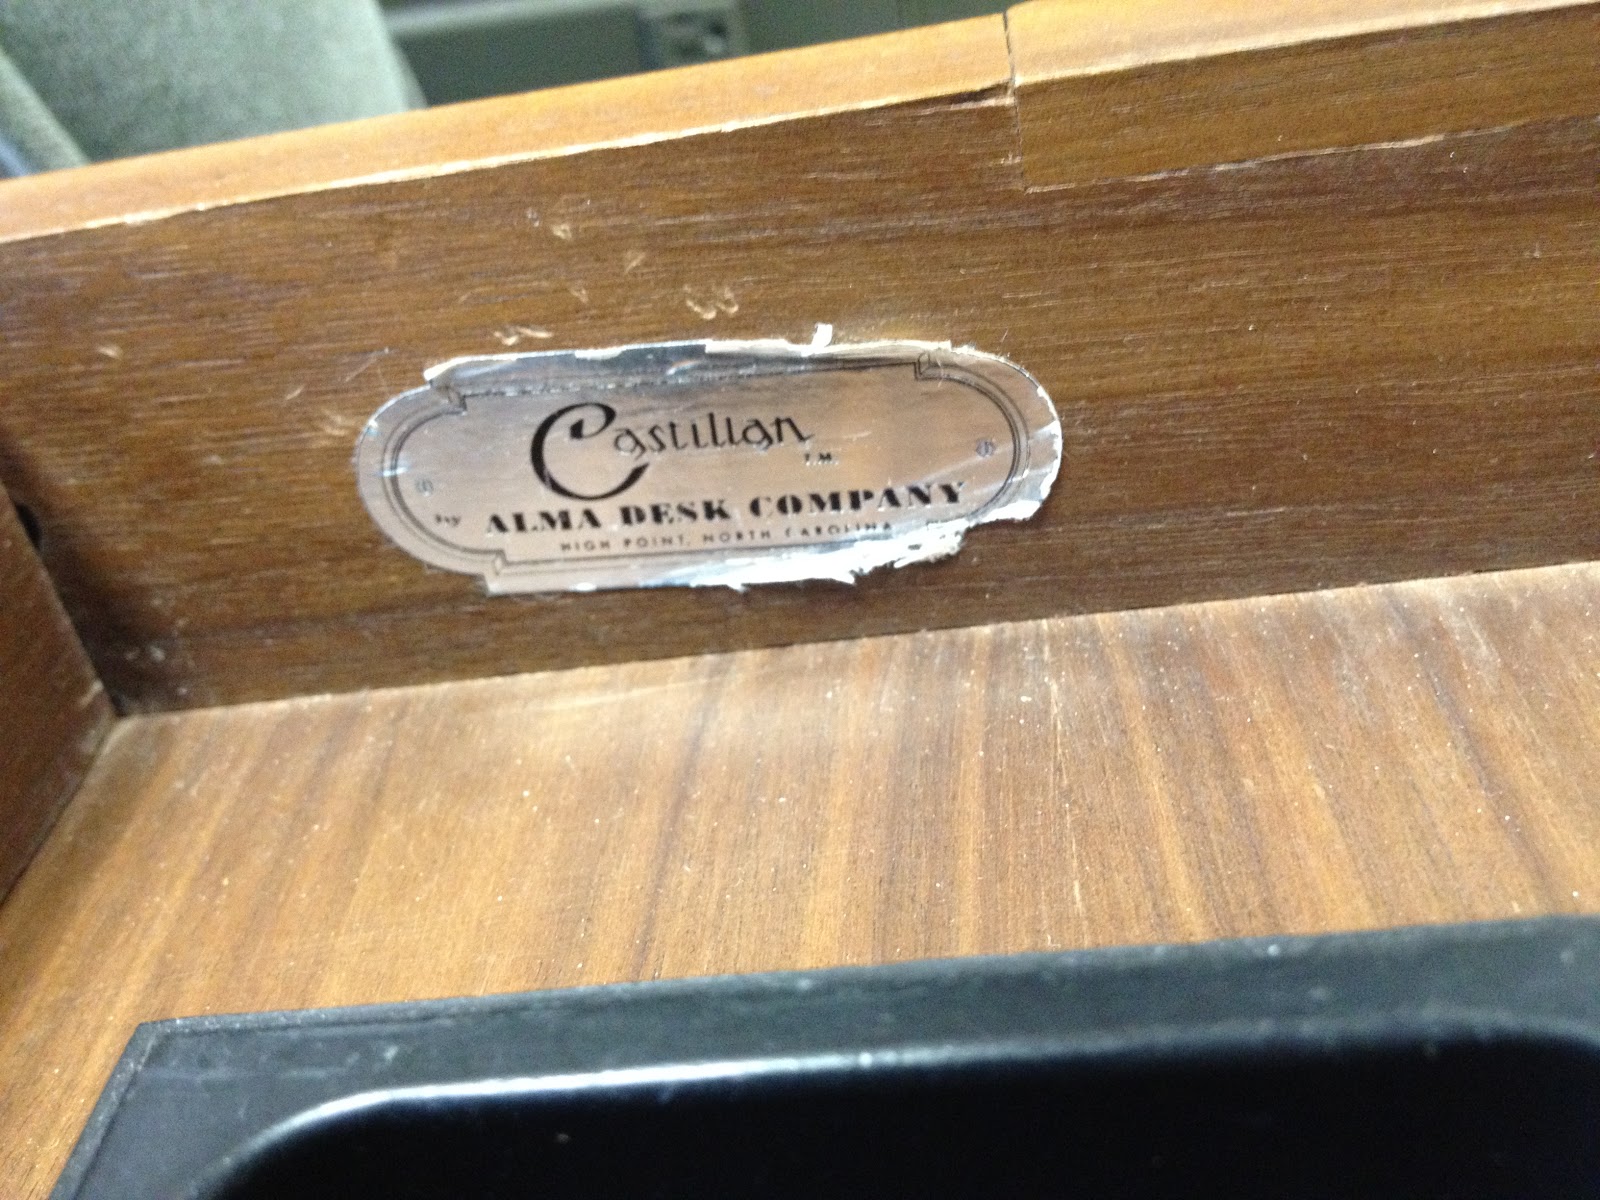 Castilian
T.M.
by ALMA DESK COMPANY
HIGH POINT, NORTH CAROLINA